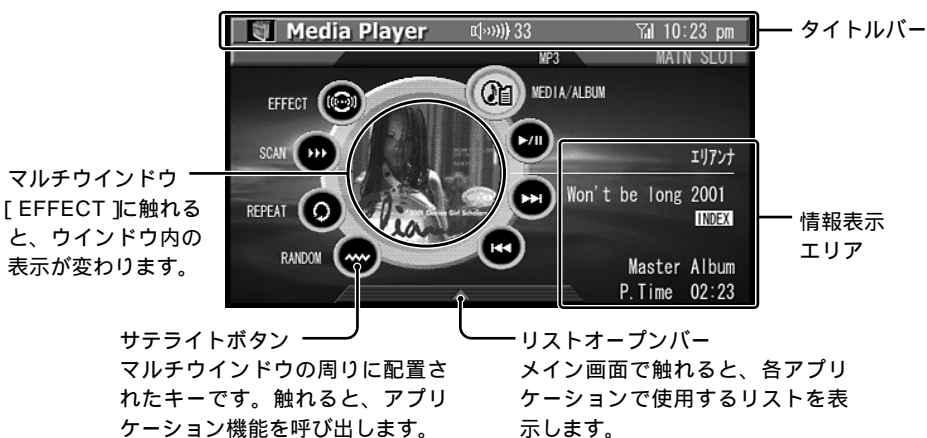 Media Player
33
10:23 pm
タイトルバー
MP3
MAIN SLOT
MEDIA/ALBUM
EFFECT
SCAN
REPEAT
RANDOM
エリアンナ
Won't be long 2001
INDEX
Master Album
P.Time 02:23
マルチウインドウ
[ EFFECT ]に触れる
と、ウインドウ内の
表示が変わります。
情報表示
エリア
サテライトボタン
マルチウインドウの周りに配置さ
れたキーです。触れると、アプリ
ケーション機能を呼び出します。
リストオープンバー
メイン画面で触れると、各アプリ
ケーションで使用するリストを表
示します。